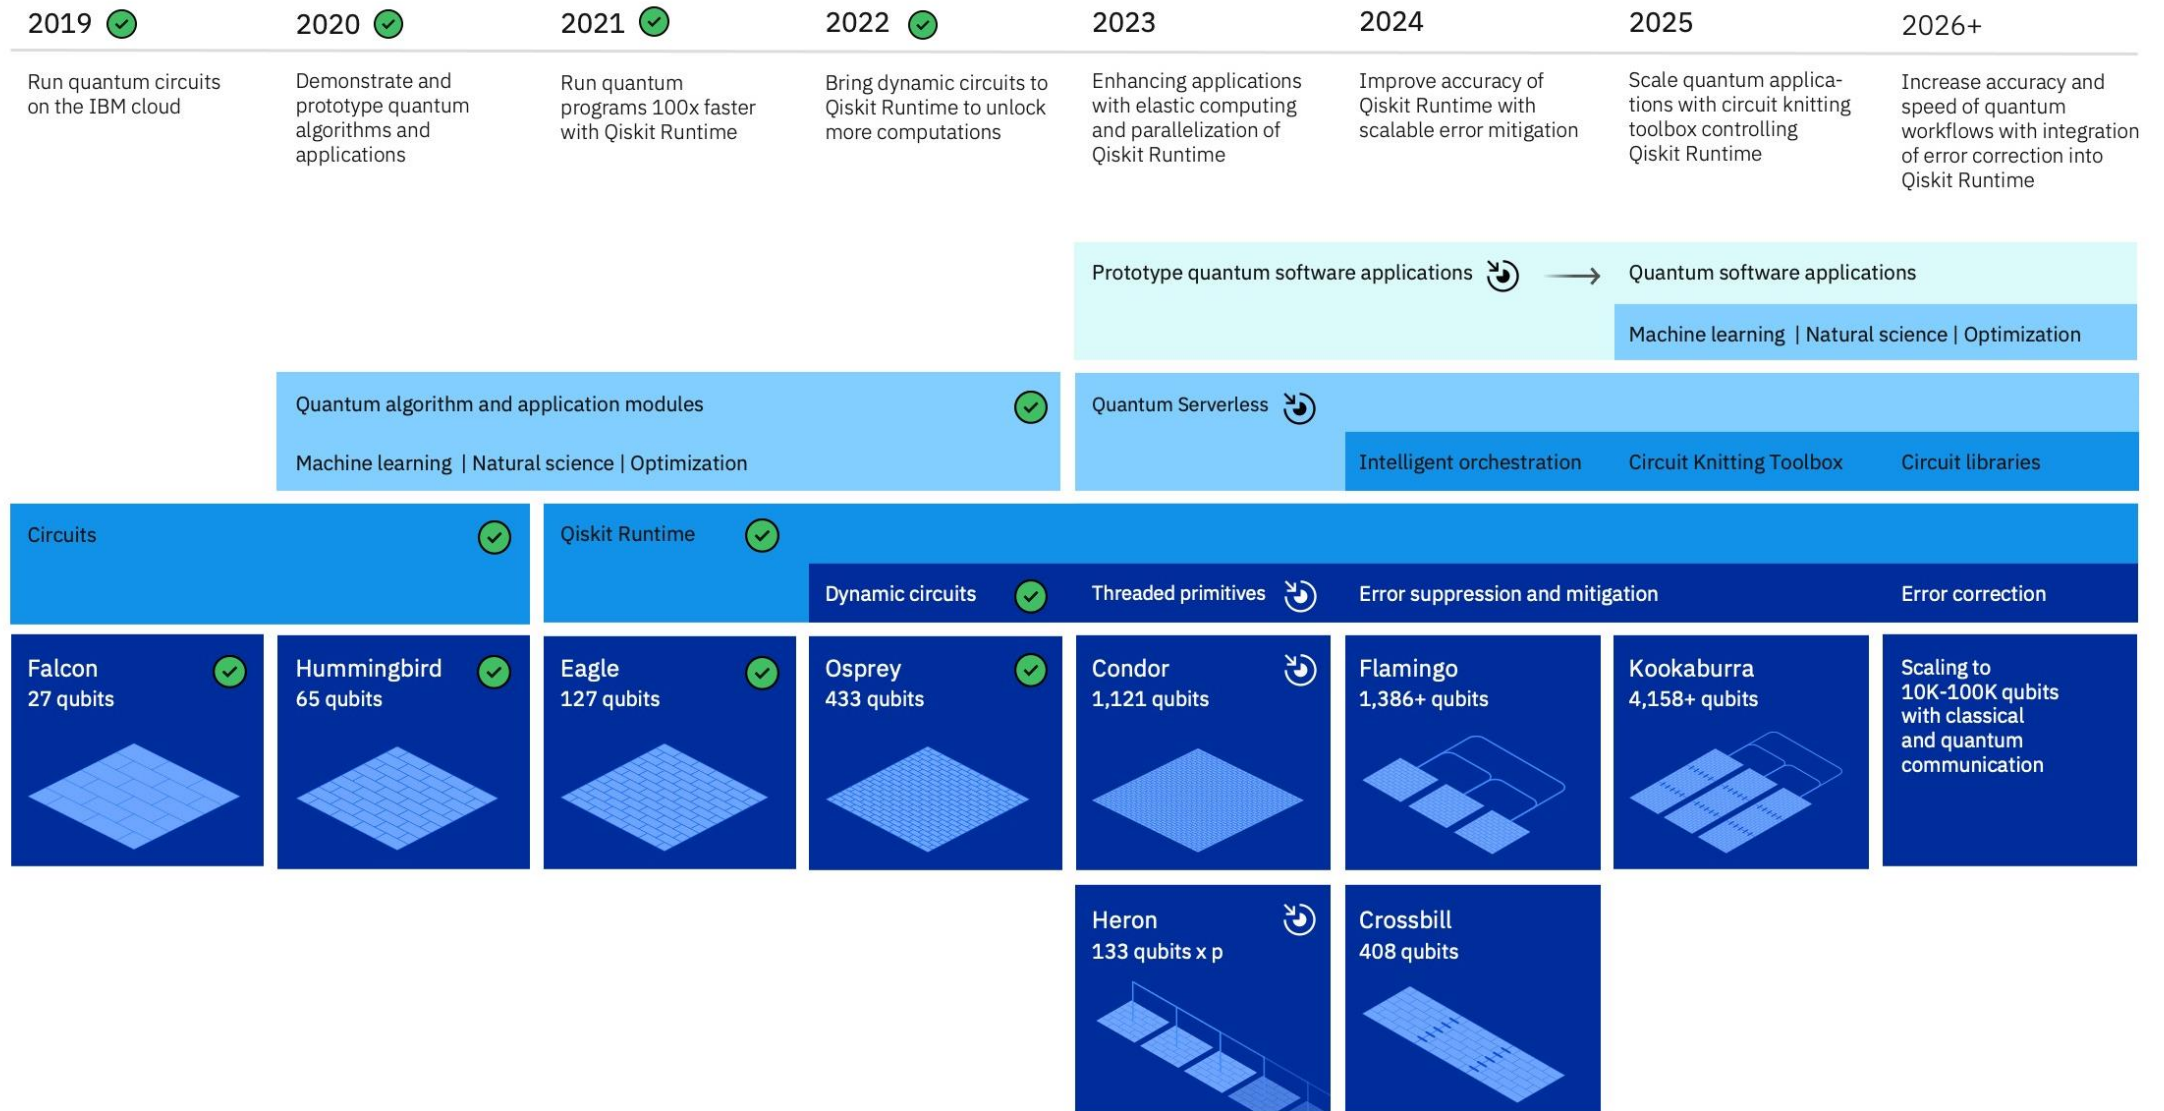 2019
2020
2021
2022
2023
2024
2025
2026+
Run quantum circuits
on the IBM cloud
Demonstrate and
prototype quantum
algorithms and
applications
Run quantum
programs 100x faster
with Qiskit Runtime
Bring dynamic circuits to
Qiskit Runtime to unlock
more computations
Enhancing applications
with elastic computing
and parallelization of
Qiskit Runtime
Improve accuracy of
Qiskit Runtime with
scalable error mitigation
Scale quantum applica-
tions with circuit knitting
toolbox controlling
Qiskit Runtime
Increase accuracy and
speed of quantum
workflows with integration
of error correction into
Qiskit Runtime
Prototype quantum software applications
Quantum software applications
Machine learning | Natural science | Optimization
Quantum algorithm and application modules
Machine learning | Natural science | Optimization
Quantum Serverless
Intelligent orchestration
Circuit Knitting Toolbox
Circuit libraries
Circuits
Qiskit Runtime
Dynamic circuits
Threaded primitives
Error suppression and mitigation
Error correction
Falcon
27 qubits
Hummingbird
65 qubits
Eagle
127 qubits
Osprey
433 qubits
Condor
1,121 qubits
Flamingo
1,386+ qubits
Kookaburra
4,158+ qubits
Scaling to
10K-100K qubits
with classical
and quantum
communication
Heron
133 qubits x p
Crossbill
408 qubits